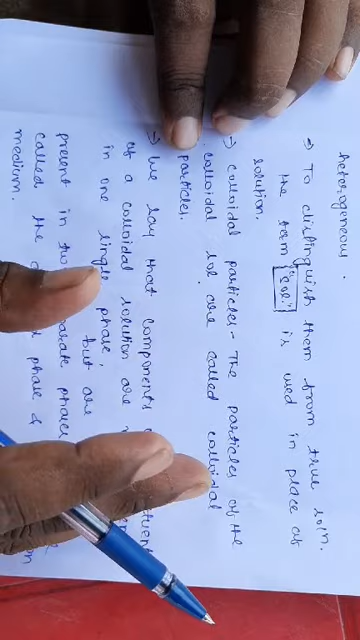 heterogeneous.
→ To distinguish them from true soln.
the term "sol" is used in place of
solution.
→ colloidal particles - The particles of the
colloidal sol are called colloidal
particles.
→ We say that components
of a colloidal solution are
in one single phase, but are
present in two phases
called the phase &
medium.